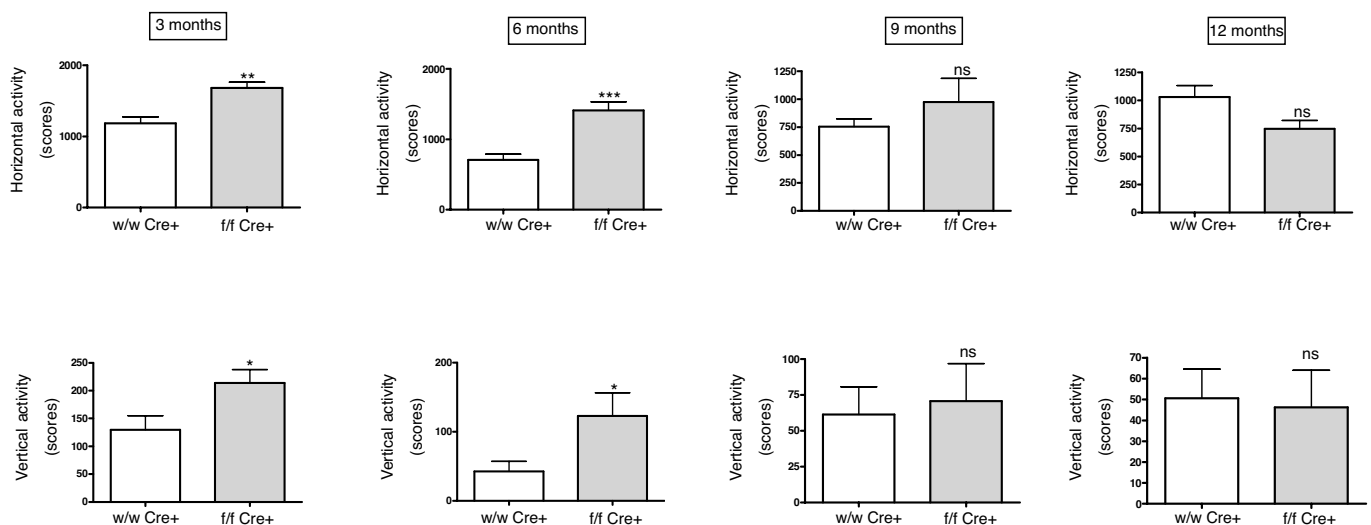 3 months
6 months
9 months
12 months
Horizontal activity
(scores)
2000
1000
0
**
w/w Cre+
f/f Cre+
Horizontal activity
(scores)
2000
1000
0
***
w/w Cre+
f/f Cre+
Horizontal activity
(scores)
1250
1000
750
500
250
0
ns
w/w Cre+
f/f Cre+
Horizontal activity
(scores)
1250
1000
750
500
250
0
ns
w/w Cre+
f/f Cre+
Vertical activity
(scores)
250
200
150
100
50
0
*
w/w Cre+
f/f Cre+
Vertical activity
(scores)
200
100
0
*
w/w Cre+
f/f Cre+
Vertical activity
(scores)
100
75
50
25
0
ns
w/w Cre+
f/f Cre+
Vertical activity
(scores)
70
60
50
40
30
20
10
0
ns
w/w Cre+
f/f Cre+